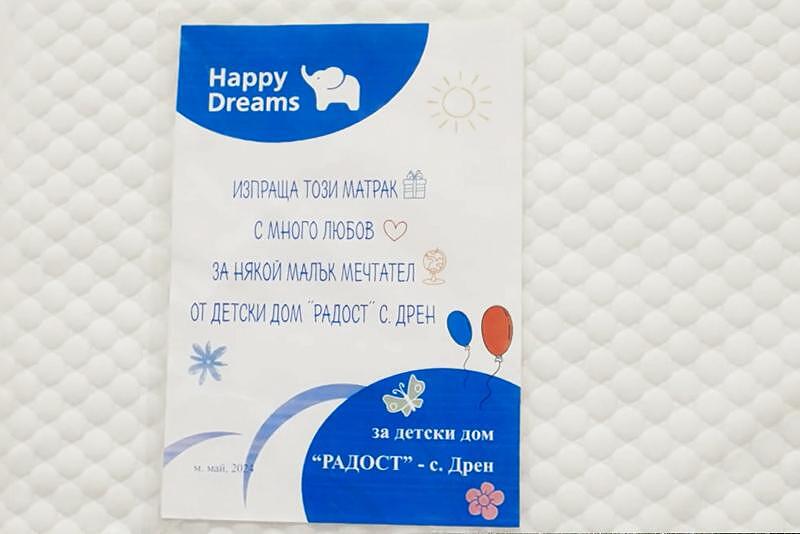 Happy
Dreams
ИЗПРАЩА ТОЗИ МАТРАК
С МНОГО ЛЮБОВ
ЗА НЯКОЙ МАЛЪК МЕЧТАТЕЛ
ОТ ДЕТСКИ ДОМ "РАДОСТ" С. ДРЕН
за детски дом
“РАДОСТ” - с. Дрен
м. май, 2024